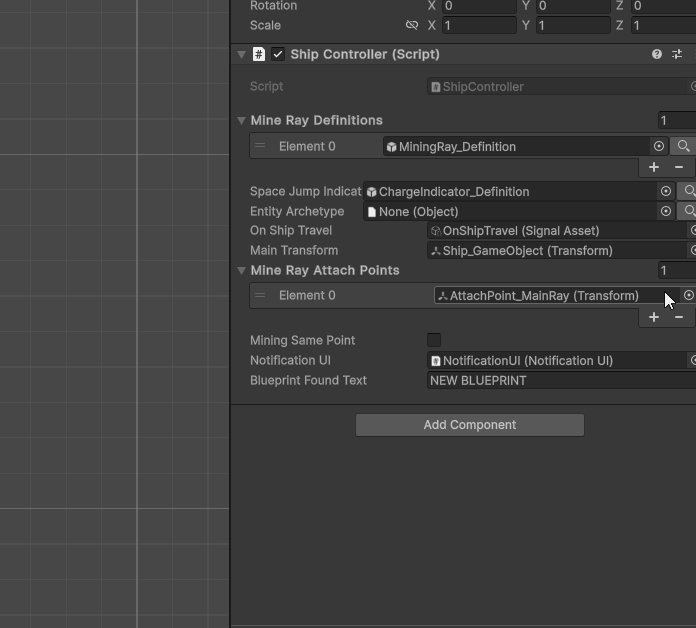 Rotation X 0 Y 0 Z 0
Scale X 1 Y 1 Z 1
# Ship Controller (Script)
Script ShipController
Mine Ray Definitions 1
Element 0 MiningRay_Definition
+ −
Space Jump Indicat ChargeIndicator_Definition
Entity Archetype None (Object)
On Ship Travel OnShipTravel (Signal Asset)
Main Transform Ship_GameObject (Transform)
Mine Ray Attach Points 1
Element 0 AttachPoint_MainRay (Transform)
+ −
Mining Same Point
Notification UI NotificationUI (Notification UI)
Blueprint Found Text NEW BLUEPRINT
Add Component